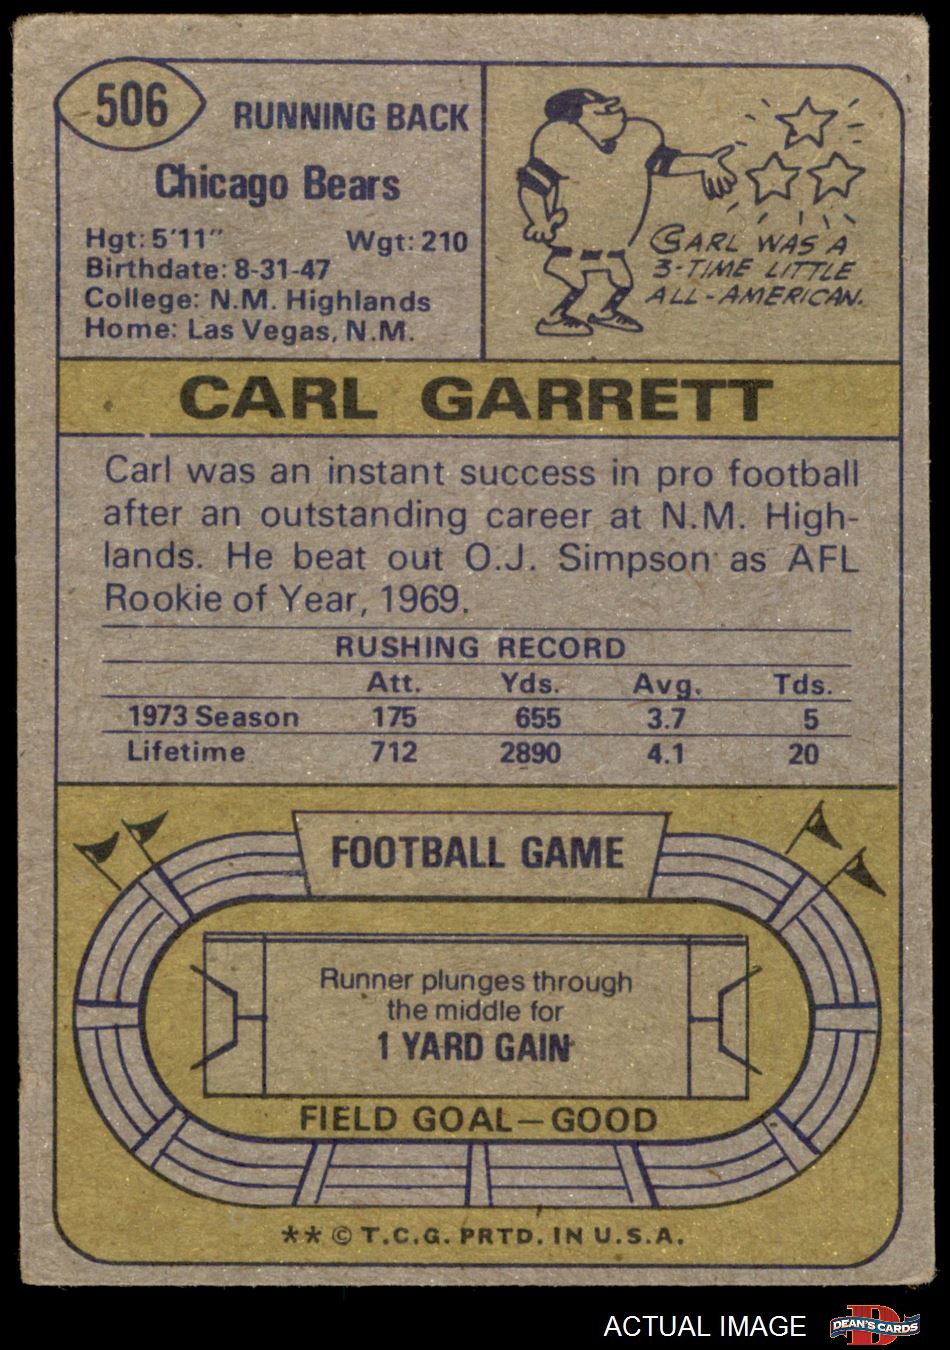 506
RUNNING BACK
Chicago Bears
Hgt: 5'11" Wgt: 210
Birthdate: 8-31-47
College: N.M. Highlands
Home: Las Vegas, N.M.
CARL WAS A
3-TIME LITTLE
ALL-AMERICAN.
CARL GARRETT
Carl was an instant success in pro football
after an outstanding career at N.M. High-
lands. He beat out O.J. Simpson as AFL
Rookie of Year, 1969.
RUSHING RECORD
Att. Yds. Avg. Tds.
1973 Season 175 655 3.7 5
Lifetime 712 2890 4.1 20
FOOTBALL GAME
Runner plunges through
the middle for
1 YARD GAIN
FIELD GOAL—GOOD
** © T.C.G. PRTD. IN U.S.A.
ACTUAL IMAGE
D
DEAN'S CARDS